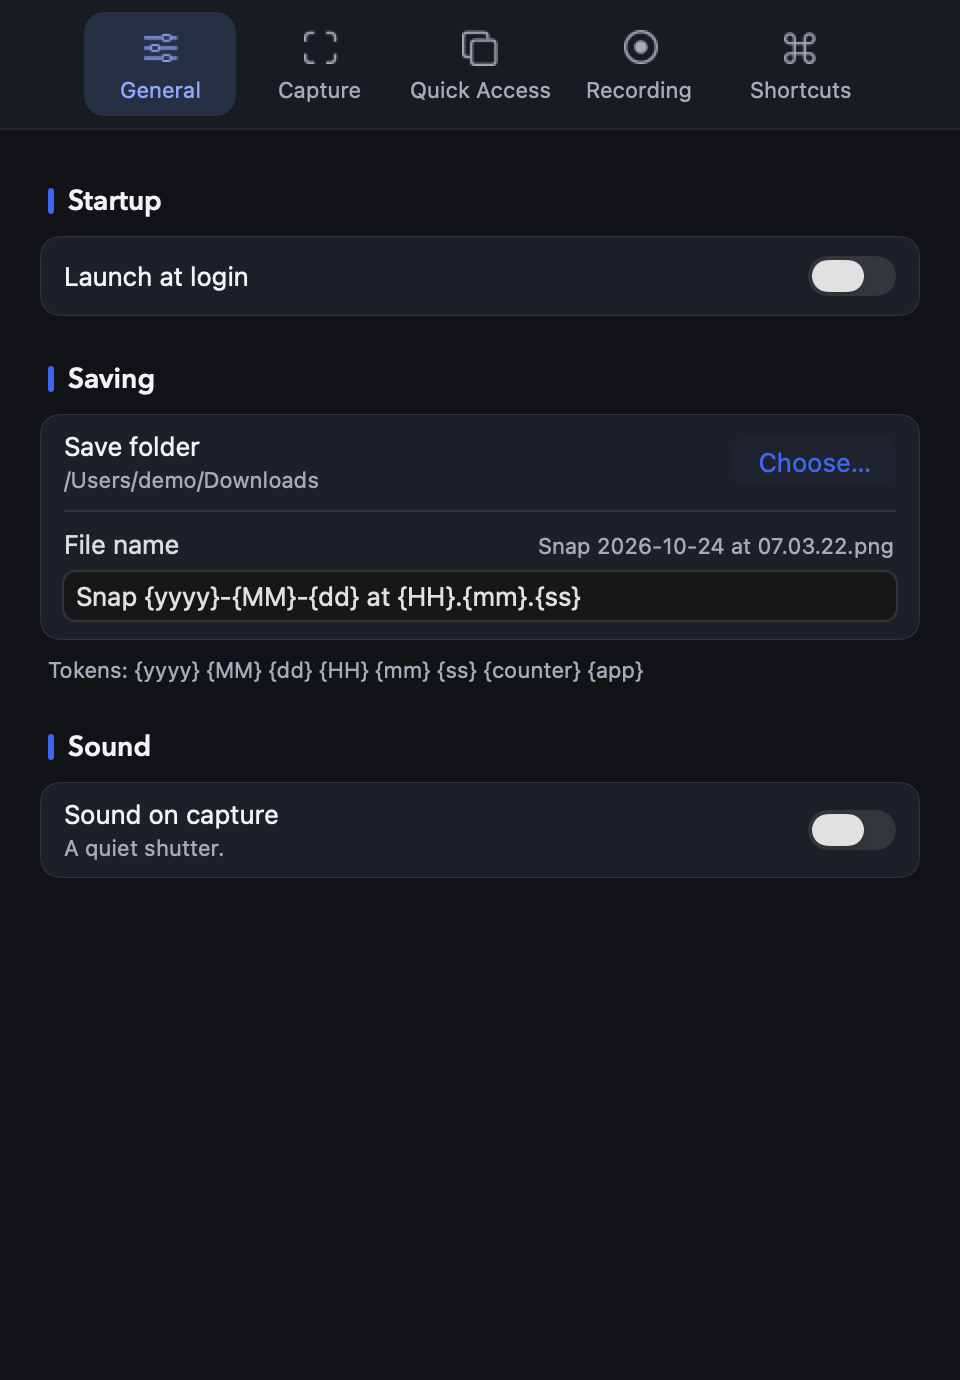 General
Capture
Quick Access
Recording
Shortcuts
Startup
Launch at login
Saving
Save folder
/Users/demo/Downloads
Choose...
File name
Snap 2026-10-24 at 07.03.22.png
Snap {yyyy}-{MM}-{dd} at {HH}.{mm}.{ss}
Tokens: {yyyy} {MM} {dd} {HH} {mm} {ss} {counter} {app}
Sound
Sound on capture
A quiet shutter.